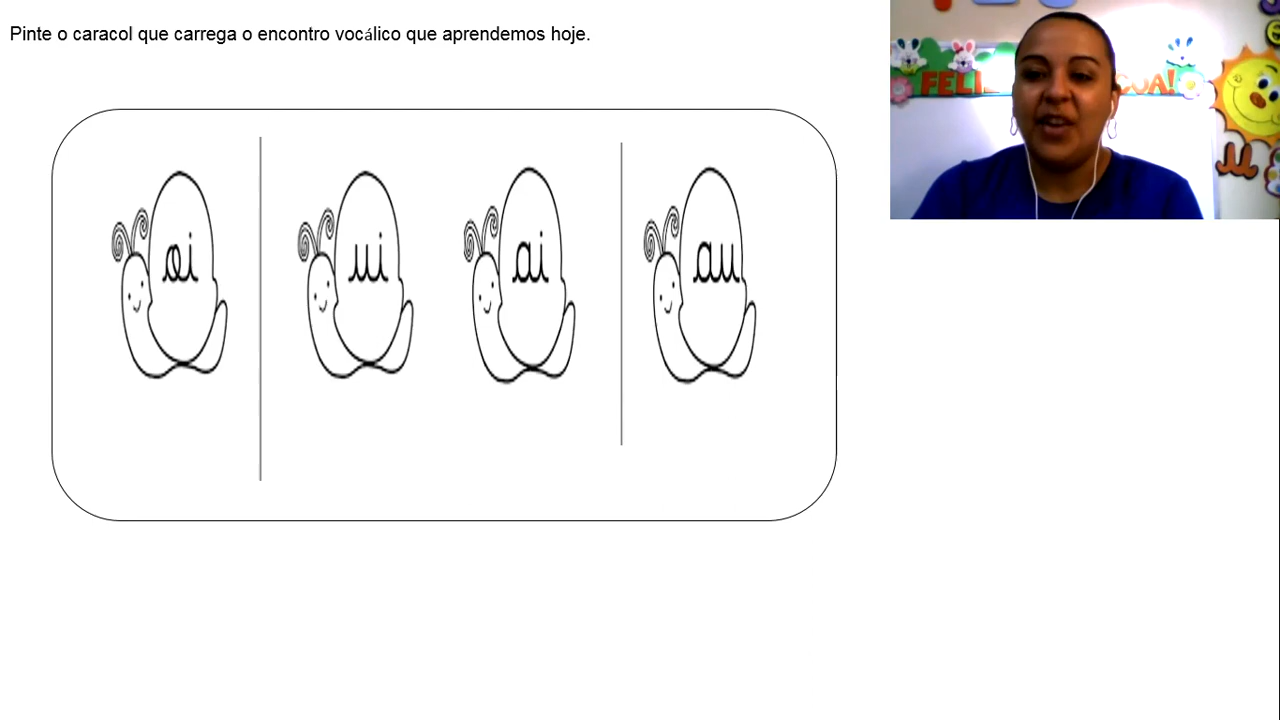 Pinte o caracol que carrega o encontro vocálico que aprendemos hoje.
oi
ui
ai
au